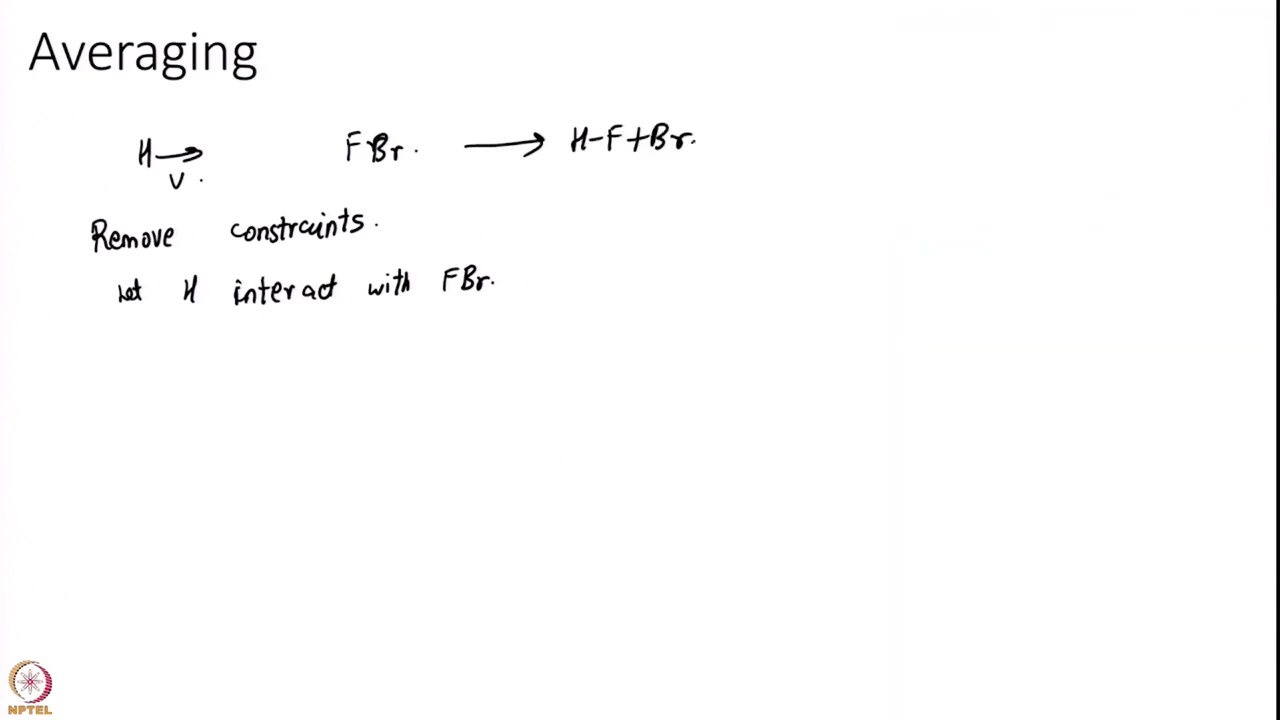 Averaging
H → FBr. → H-F+Br.
v.
Remove constraints.
Let H interact with FBr.
NPTEL